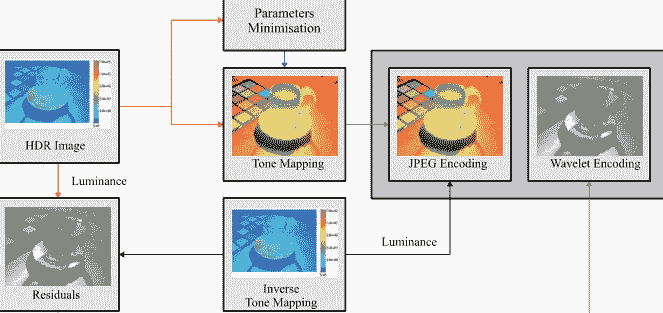 Parameters
Minimisation
HDR Image
Tone Mapping
JPEG Encoding
Wavelet Encoding
Luminance
Luminance
Residuals
Inverse
Tone Mapping